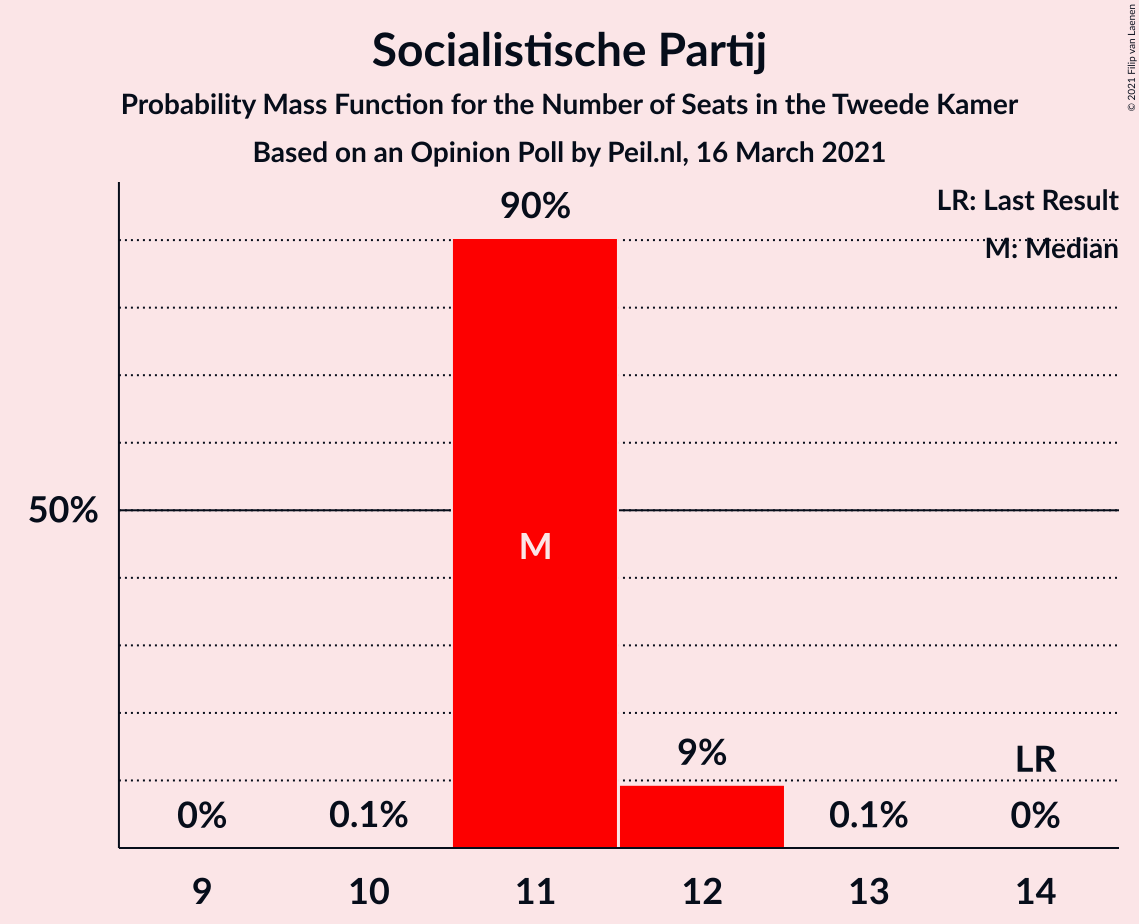 Socialistische Partij
Probability Mass Function for the Number of Seats in the Tweede Kamer
Based on an Opinion Poll by Peil.nl, 16 March 2021
© 2021 Filip van Laenen
LR: Last Result
M: Median
90%
50%
M
9%
LR
0%
0.1%
0.1%
0%
9
10
11
12
13
14